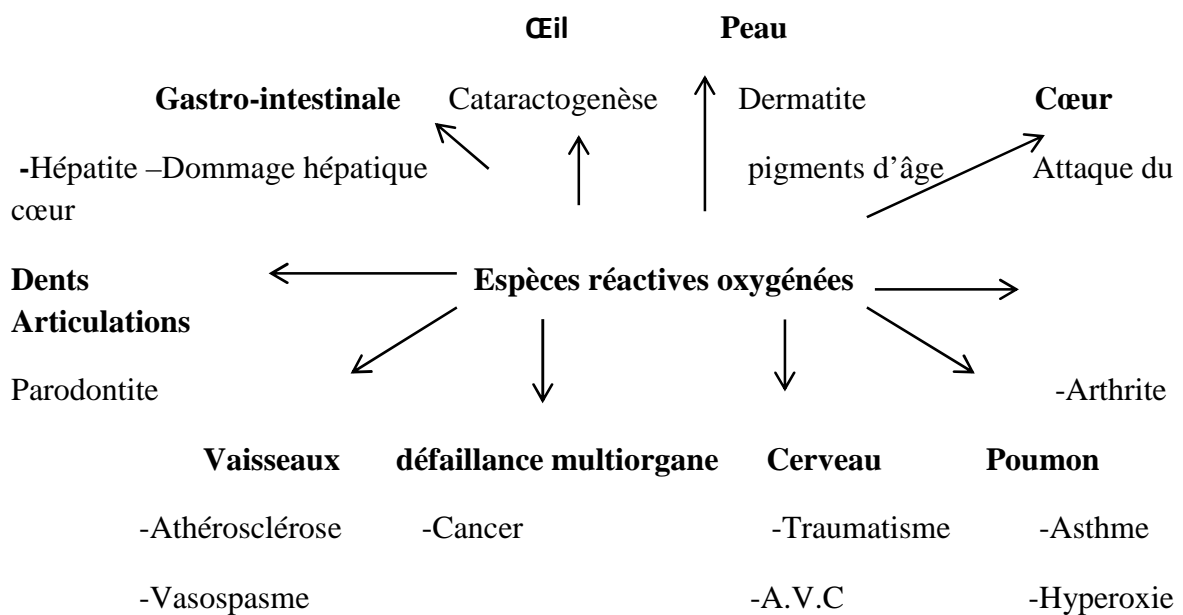 Œil Peau
Gastro-intestinale Cataractogenèse Dermatite Cœur
-Hépatite –Dommage hépatique pigments d’âge Attaque du
cœur
Dents Espèces réactives oxygénées
Articulations
Parodontite -Arthrite
Vaisseaux défaillance multiorgane Cerveau Poumon
-Athérosclérose -Cancer -Traumatisme -Asthme
-Vasospasme -A.V.C -Hyperoxie